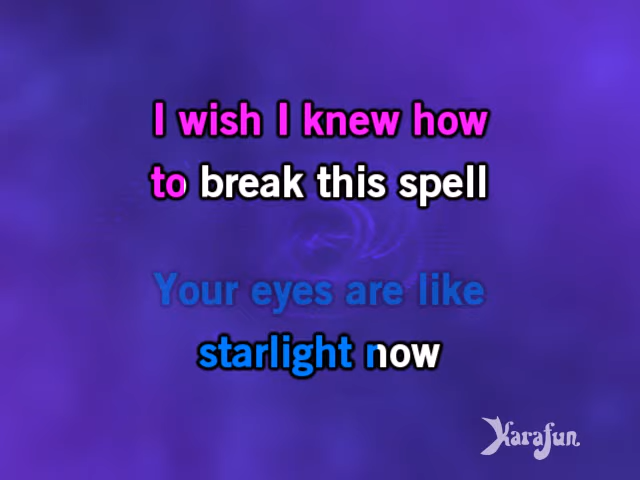 I wish I knew how
to break this spell
Your eyes are like
starlight now
Karafun